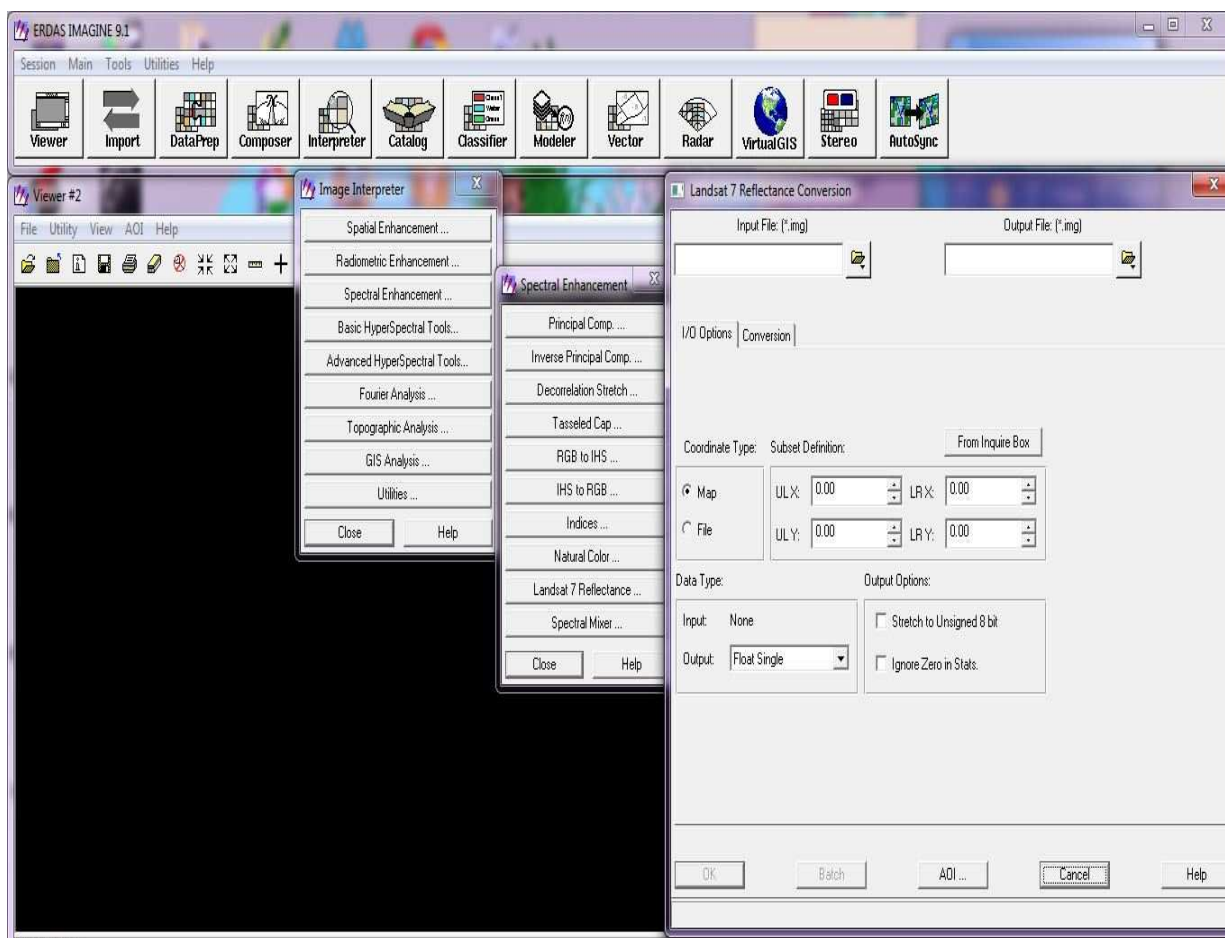 ERDAS IMAGINE 9.1
Session Main Tools Utilities Help
Viewer Import DataPrep Composer Interpreter Catalog Classifier Modeler Vector Radar VirtualGIS Stereo AutoSync
Viewer #2
File Utility View AOI Help
Image Interpreter
Spatial Enhancement ...
Radiometric Enhancement ...
Spectral Enhancement ...
Basic HyperSpectral Tools...
Advanced HyperSpectral Tools...
Fourier Analysis ...
Topographic Analysis ...
GIS Analysis ...
Utilities ...
Close Help
Spectral Enhancement
Principal Comp. ...
Inverse Principal Comp. ...
Decorrelation Stretch ...
Tasseled Cap ...
RGB to IHS ...
IHS to RGB ...
Indices ...
Natural Color ...
Landsat 7 Reflectance ...
Spectral Mixer ...
Close Help
Landsat 7 Reflectance Conversion
Input File: (*.img) Output File: (*.img)
I/O Options Conversion
Coordinate Type: Subset Definition: From Inquire Box
Map ULX: 0.00 LRX: 0.00
File ULY: 0.00 LRY: 0.00
Data Type: Output Options:
Input: None Stretch to Unsigned 8 bit
Output: Float Single Ignore Zero in Stats.
OK Batch AOI ... Cancel Help